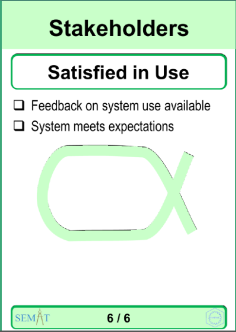 Stakeholders
Satisfied in Use
❑ Feedback on system use available
❑ System meets expectations
SEMAT
6 / 6